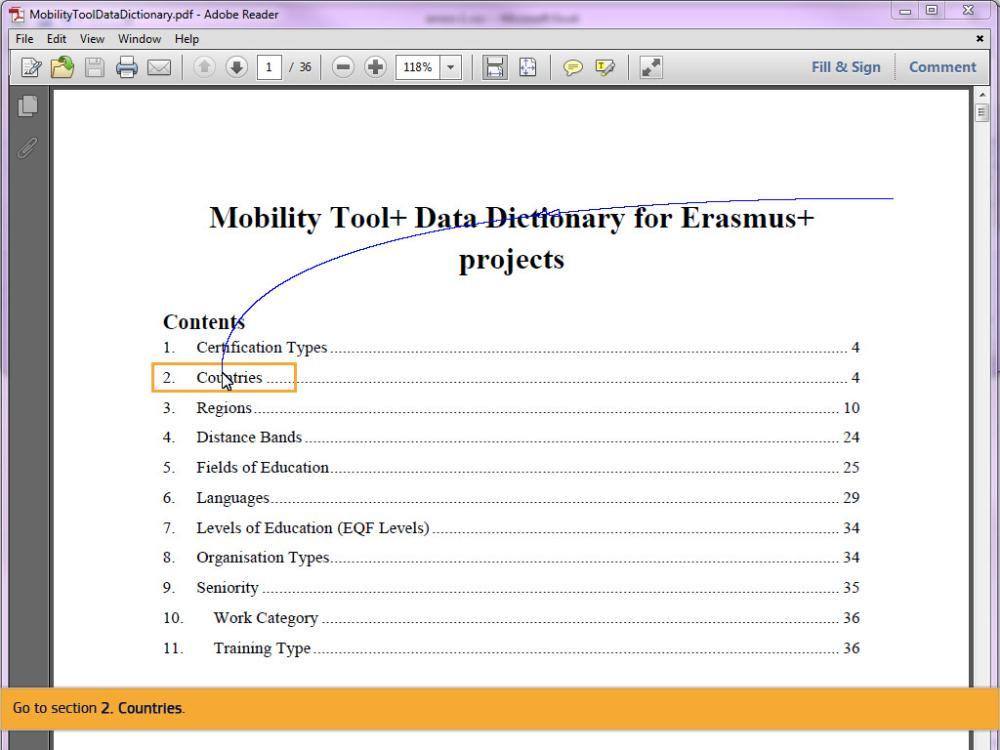 MobilityToolDataDictionary.pdf - Adobe Reader
File Edit View Window Help
1 / 36 118% Fill & Sign Comment
Mobility Tool+ Data Dictionary for Erasmus+
projects
Contents
1. Certification Types 4
2. Countries 4
3. Regions 10
4. Distance Bands 24
5. Fields of Education 25
6. Languages 29
7. Levels of Education (EQF Levels) 34
8. Organisation Types 34
9. Seniority 35
10. Work Category 36
11. Training Type 36
Go to section 2. Countries.